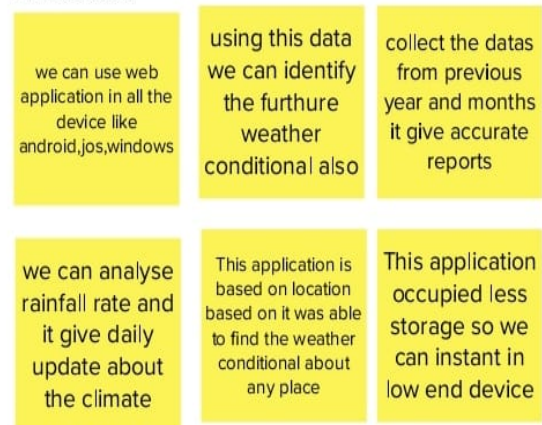 we can use web
application in all the
device like
android,jos,windows
using this data
we can identify
the furthure
weather
conditional also
collect the datas
from previous
year and months
it give accurate
reports
we can analyse
rainfall rate and
it give daily
update about
the climate
This application is
based on location
based on it was able
to find the weather
conditional about
any place
This application
occupied less
storage so we
can instant in
low end device